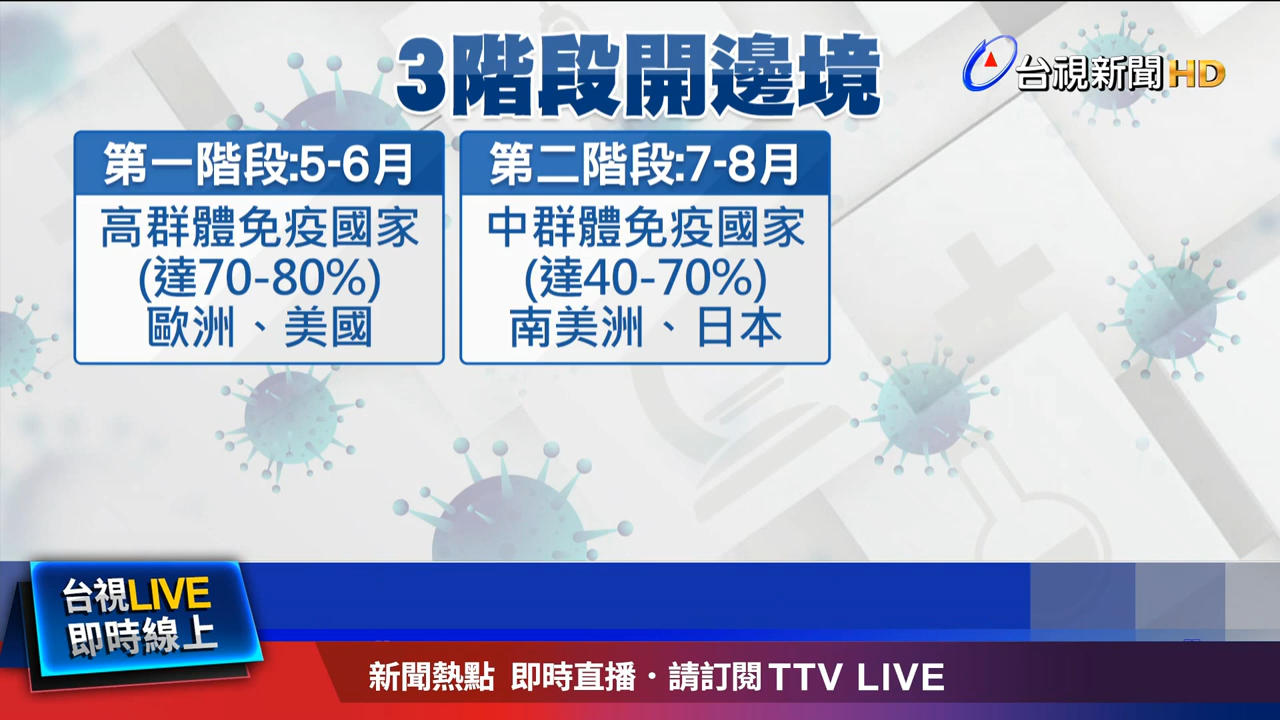 3階段開邊境
台視新聞HD
第一階段:5-6月
高群體免疫國家
(達70-80%)
歐洲、美國
第二階段:7-8月
中群體免疫國家
(達40-70%)
南美洲、日本
台視LIVE
即時線上
新聞熱點 即時直播·請訂閱TTV LIVE